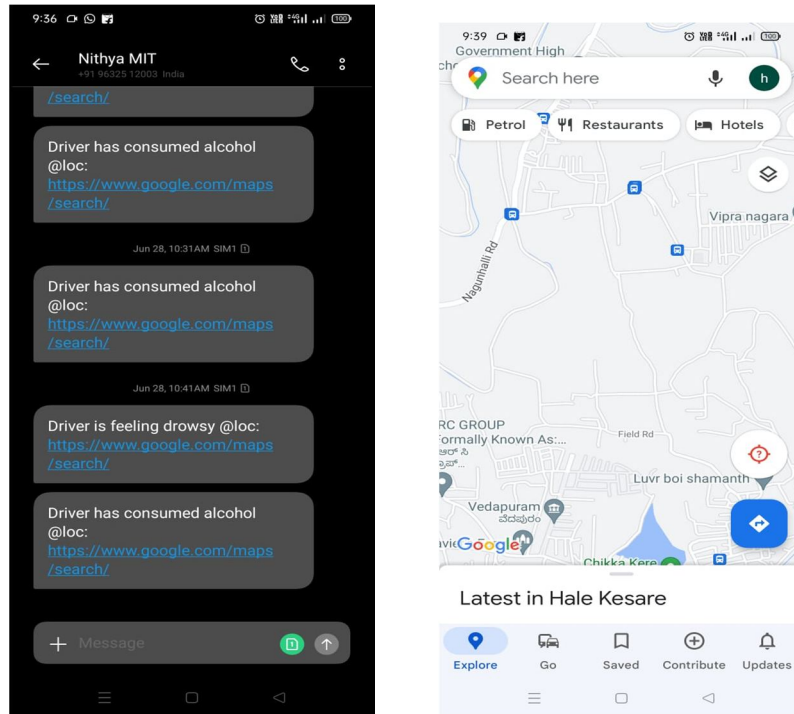 9:36
100
Nithya MIT
+91 96325 12003 India
/search/
Driver has consumed alcohol
@loc:
https://www.google.com/maps
/search/
Jun 28, 10:31AM SIM1
Driver has consumed alcohol
@loc:
https://www.google.com/maps
/search/
Jun 28, 10:41AM SIM1
Driver is feeling drowsy @loc:
https://www.google.com/maps
/search/
Driver has consumed alcohol
@loc:
https://www.google.com/maps
/search/
Message
9:39
100
Government High
Search here
h
Petrol
Restaurants
Hotels
Vipra nagara
Nagunhalli Rd
RC GROUP
ormally Known As:...
Field Rd
Luvr boi shamanth
Vedapuram
ವೆದಪುರಂ
Google
Chikka Kere
Latest in Hale Kesare
Explore
Go
Saved
Contribute
Updates